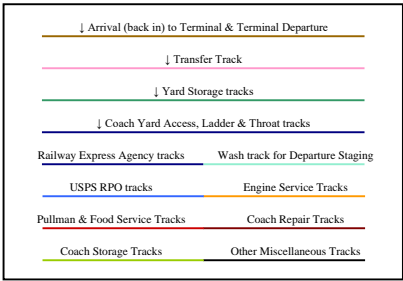 ↓ Arrival (back in) to Terminal & Terminal Departure
↓ Transfer Track
↓ Yard Storage tracks
↓ Coach Yard Access, Ladder & Throat tracks
Railway Express Agency tracks Wash track for Departure Staging
USPS RPO tracks Engine Service Tracks
Pullman & Food Service Tracks Coach Repair Tracks
Coach Storage Tracks Other Miscellaneous Tracks